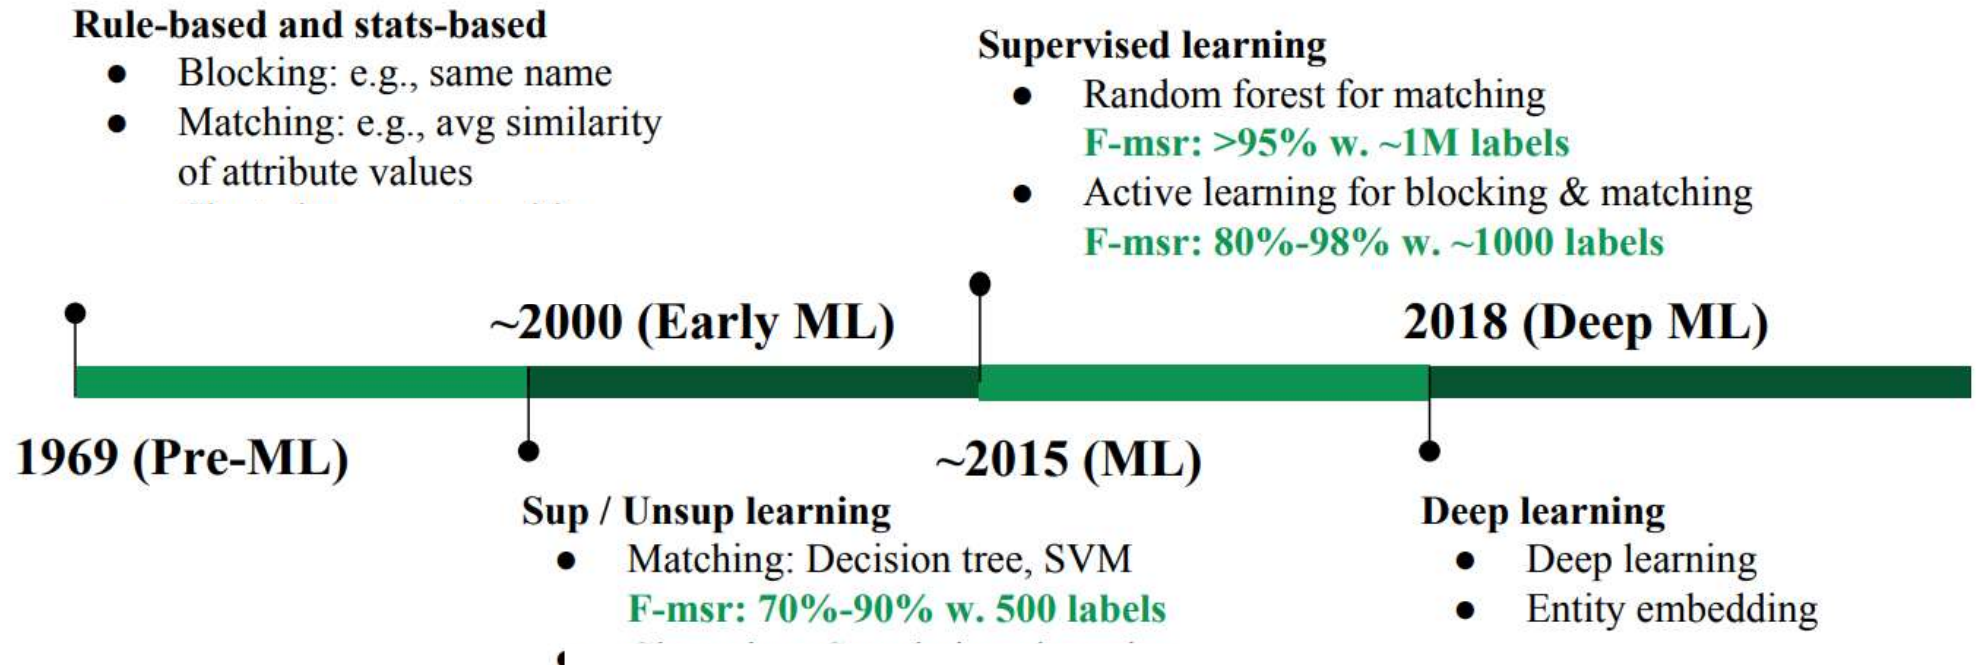 Rule-based and stats-based
● Blocking: e.g., same name
● Matching: e.g., avg similarity
of attribute values
Supervised learning
● Random forest for matching
F-msr: >95% w. ~1M labels
● Active learning for blocking & matching
F-msr: 80%-98% w. ~1000 labels
~2000 (Early ML)
2018 (Deep ML)
1969 (Pre-ML)
~2015 (ML)
Sup / Unsup learning
● Matching: Decision tree, SVM
F-msr: 70%-90% w. 500 labels
Deep learning
● Deep learning
● Entity embedding